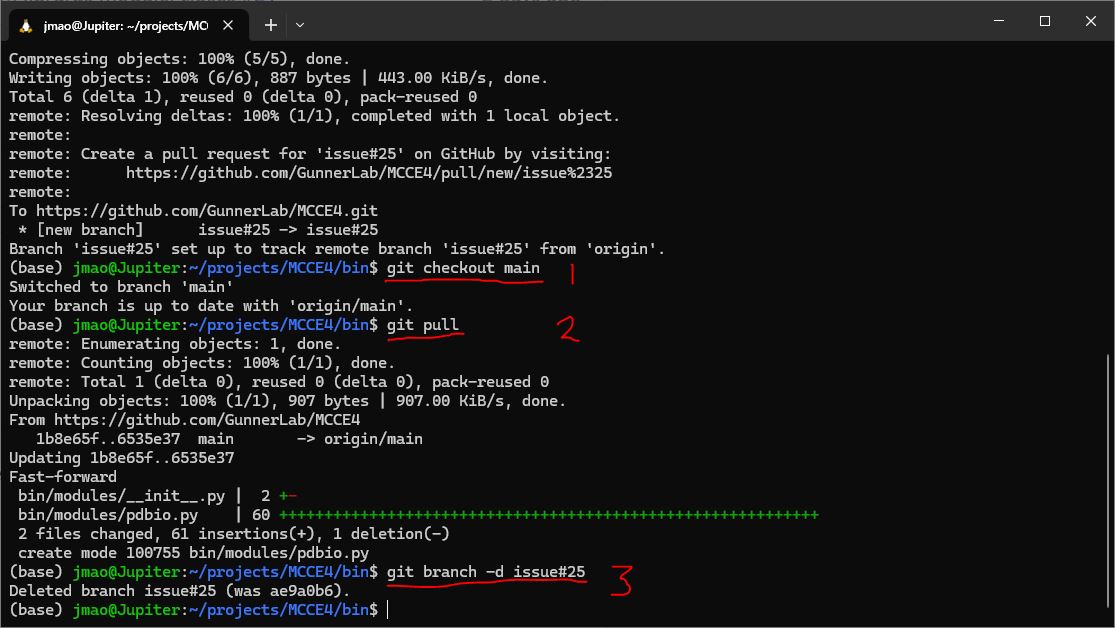 jmao@Jupiter: ~/projects/MCC
Compressing objects: 100% (5/5), done.
Writing objects: 100% (6/6), 887 bytes | 443.00 KiB/s, done.
Total 6 (delta 1), reused 0 (delta 0), pack-reused 0
remote: Resolving deltas: 100% (1/1), completed with 1 local object.
remote:
remote: Create a pull request for 'issue#25' on GitHub by visiting:
remote:      https://github.com/GunnerLab/MCCE4/pull/new/issue%2325
remote:
To https://github.com/GunnerLab/MCCE4.git
 * [new branch]      issue#25 -> issue#25
Branch 'issue#25' set up to track remote branch 'issue#25' from 'origin'.
(base) jmao@Jupiter:~/projects/MCCE4/bin$ git checkout main 1
Switched to branch 'main'
Your branch is up to date with 'origin/main'.
(base) jmao@Jupiter:~/projects/MCCE4/bin$ git pull 2
remote: Enumerating objects: 1, done.
remote: Counting objects: 100% (1/1), done.
remote: Total 1 (delta 0), reused 0 (delta 0), pack-reused 0
Unpacking objects: 100% (1/1), 907 bytes | 907.00 KiB/s, done.
From https://github.com/GunnerLab/MCCE4
   1b8e65f..6535e37  main       -> origin/main
Updating 1b8e65f..6535e37
Fast-forward
 bin/modules/__init__.py |  2 +-
 bin/modules/pdbio.py    | 60 ++++++++++++++++++++++++++++++++++++++++++++++++++++++++++++
 2 files changed, 61 insertions(+), 1 deletion(-)
 create mode 100755 bin/modules/pdbio.py
(base) jmao@Jupiter:~/projects/MCCE4/bin$ git branch -d issue#25 3
Deleted branch issue#25 (was ae9a0b6).
(base) jmao@Jupiter:~/projects/MCCE4/bin$